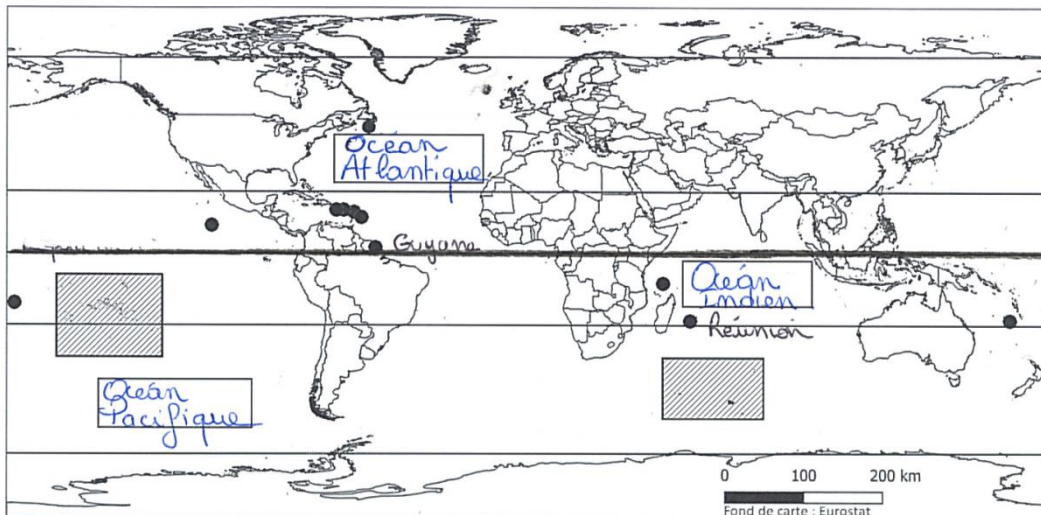 Océan
Atlantique
Guyane
Océan
Indien
Réunion
Océan
Pacifique
0 100 200 km
Fond de carte : Eurostat